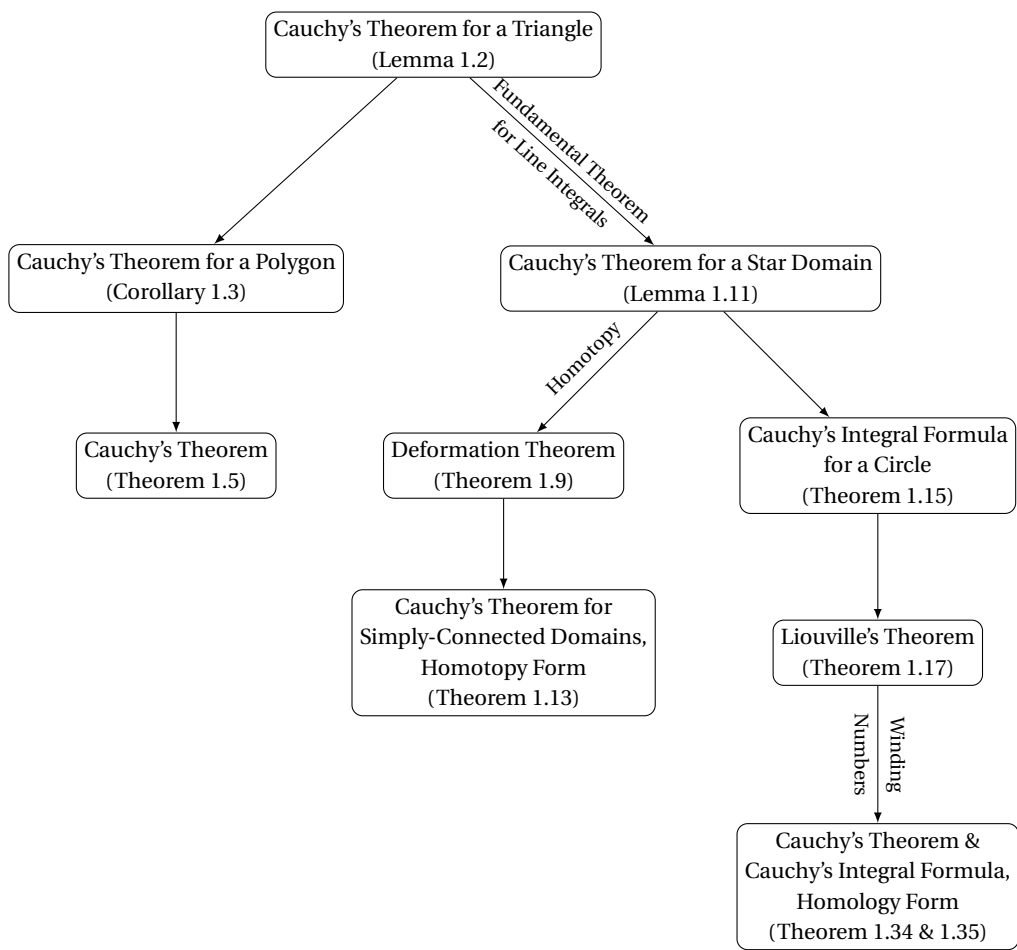 Cauchy's Theorem for a Triangle
(Lemma 1.2)
Fundamental Theorem
for Line Integrals
Cauchy's Theorem for a Polygon
(Corollary 1.3)
Cauchy's Theorem for a Star Domain
(Lemma 1.11)
Homotopy
Cauchy's Theorem
(Theorem 1.5)
Deformation Theorem
(Theorem 1.9)
Cauchy's Integral Formula
for a Circle
(Theorem 1.15)
Cauchy's Theorem for
Simply-Connected Domains,
Homotopy Form
(Theorem 1.13)
Liouville's Theorem
(Theorem 1.17)
Winding
Numbers
Cauchy's Theorem &
Cauchy's Integral Formula,
Homology Form
(Theorem 1.34 & 1.35)